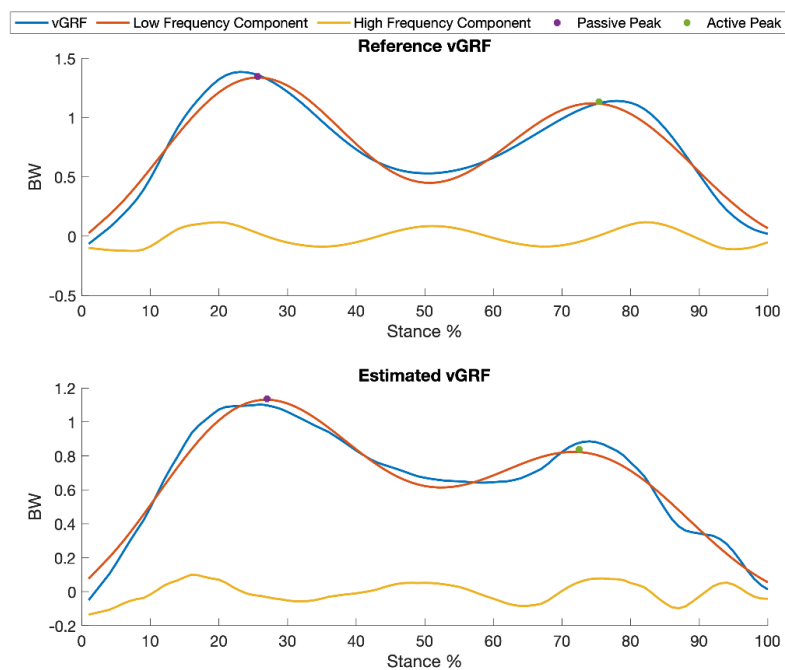 vGRF Low Frequency Component High Frequency Component Passive Peak Active Peak
Reference vGRF
1.5
1
0.5
0
-0.5
BW
0 10 20 30 40 50 60 70 80 90 100
Stance %
Estimated vGRF
1.2
1
0.8
0.6
0.4
0.2
0
-0.2
BW
0 10 20 30 40 50 60 70 80 90 100
Stance %